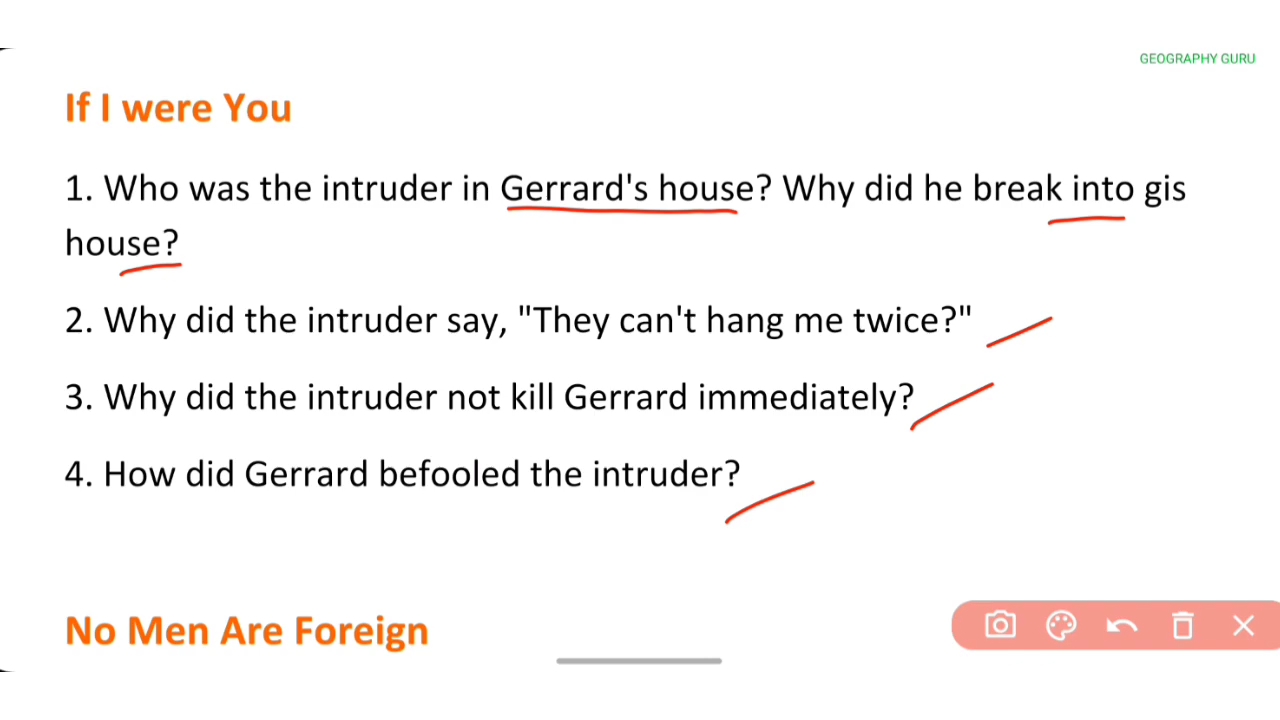 GEOGRAPHY GURU
If I were You
1. Who was the intruder in Gerrard's house? Why did he break into gis
house?
2. Why did the intruder say, "They can't hang me twice?"
3. Why did the intruder not kill Gerrard immediately?
4. How did Gerrard befooled the intruder?
No Men Are Foreign